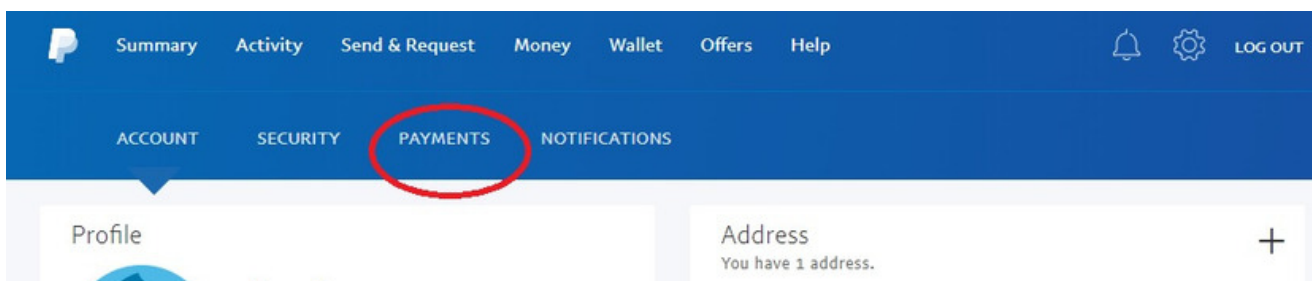 Summary Activity Send & Request Money Wallet Offers Help LOG OUT
ACCOUNT SECURITY PAYMENTS NOTIFICATIONS
Profile
Address
You have 1 address.